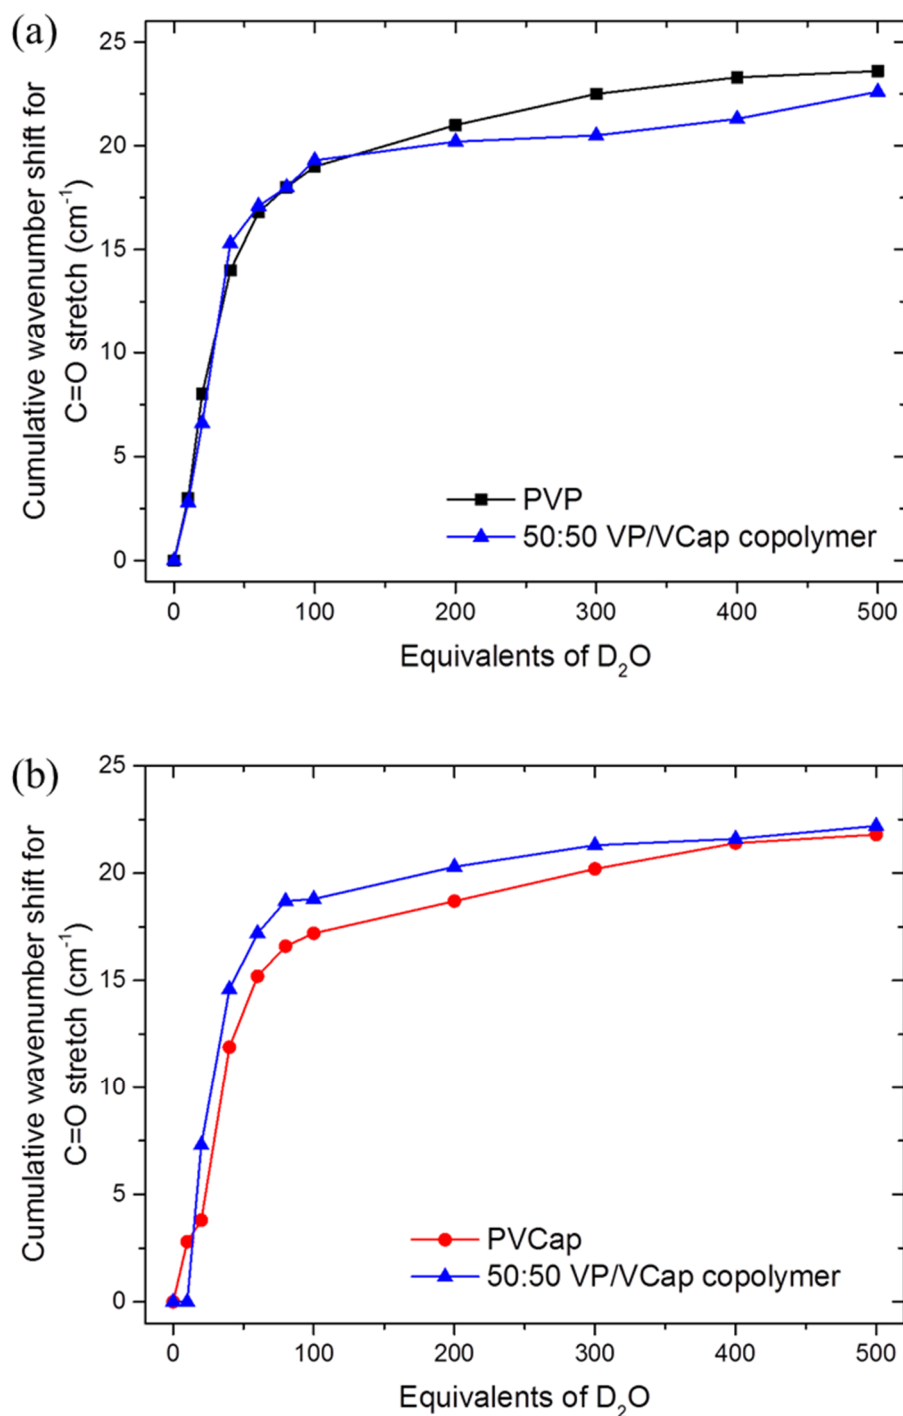 (a)
Cumulative wavenumber shift for
C=O stretch (cm⁻¹)
25
20
15
10
5
0
PVP
50:50 VP/VCap copolymer
0 100 200 300 400 500
Equivalents of D₂O
(b)
Cumulative wavenumber shift for
C=O stretch (cm⁻¹)
25
20
15
10
5
0
PVCap
50:50 VP/VCap copolymer
0 100 200 300 400 500
Equivalents of D₂O